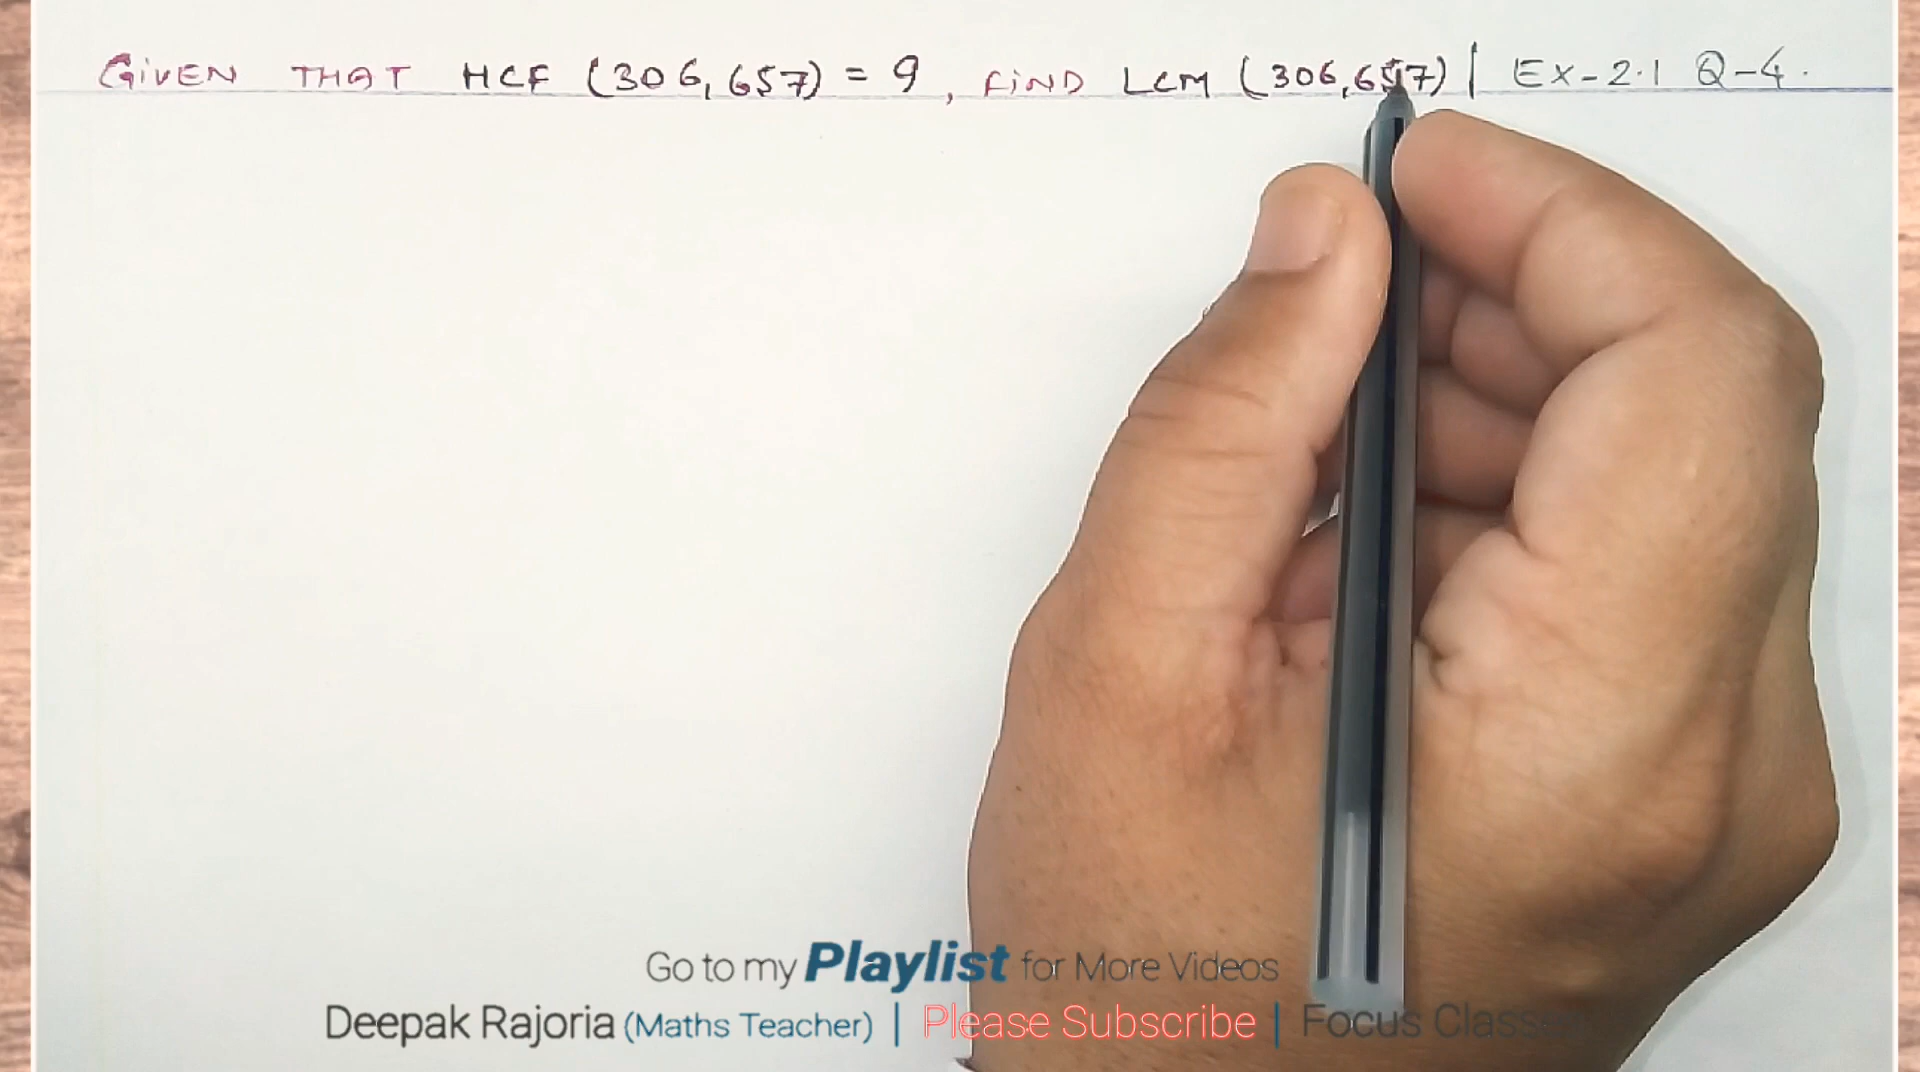 GiVEN THAT HCF (306, 657) = 9, FiND LCM (306, 657) | EX-2.1 Q-4.
Go to my Playlist for More Videos
Deepak Rajoria (Maths Teacher) | Please Subscribe | Focus Classes